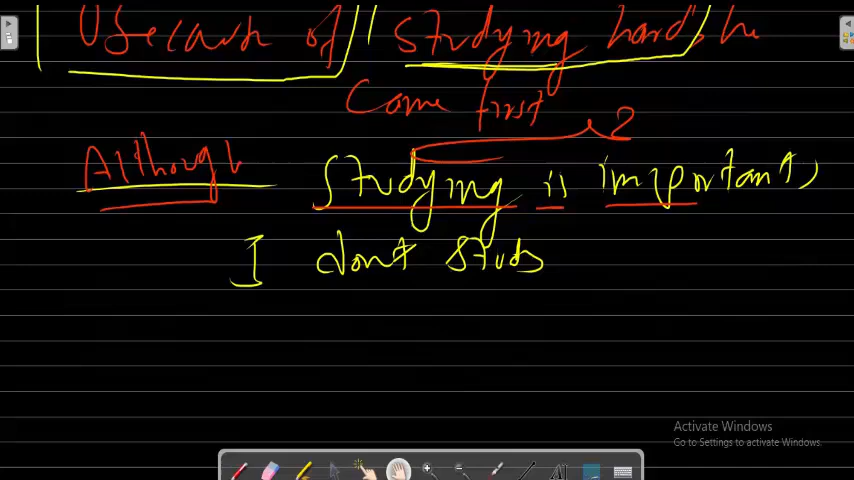 Because of studying hard, he
Come first
2
Although studying is important,
I dont study
Activate Windows
Go to Settings to activate Windows.